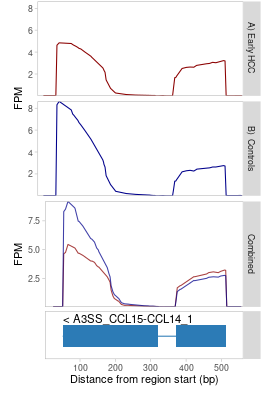 8
6
4
2
FPM
A) Early HCC
8
6
4
2
B) Controls
7.5
5.0
2.5
FPM
Combined
< A3SS_CCL15-CCL14_1
100 200 300 400 500
Distance from region start (bp)